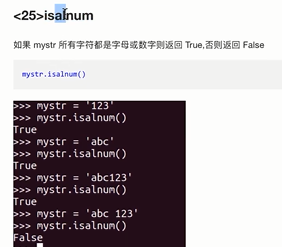 <25>isalnum
如果 mystr 所有字符都是字母或数字则返回 True,否则返回 False
mystr.isalnum()
>>> mystr = '123'
>>> mystr.isalnum()
True
>>> mystr = 'abc'
>>> mystr.isalnum()
True
>>> mystr = 'abc123'
>>> mystr.isalnum()
True
>>> mystr = 'abc 123'
>>> mystr.isalnum()
False